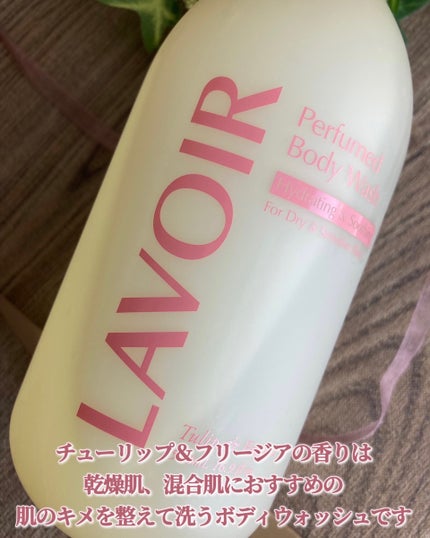 LAVOIR
Perfumed
Body Wash
Hydrating &
For Dry &
チューリップ&フリージアの香りは
乾燥肌、混合肌におすすめの
肌のキメを整えて洗うボディウォッシュです